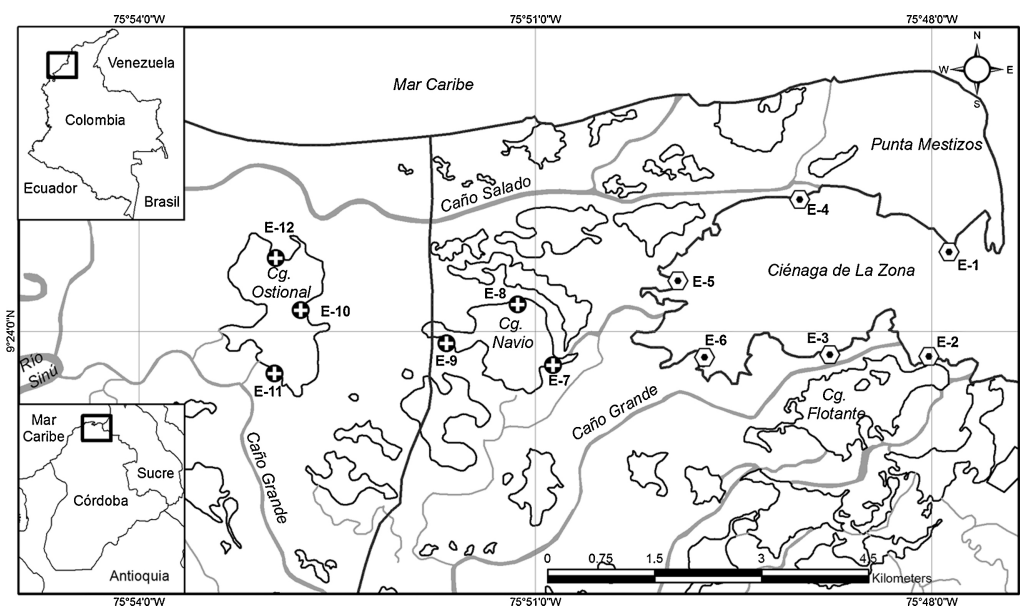 75°54'0"W
75°51'0"W
75°48'0"W
Venezuela
Colombia
Ecuador
Brasil
Mar Caribe
N
W
E
S
Punta Mestizos
Caño Salado
E-4
E-12
E-1
Cg.
Ostional
Ciénaga de La Zona
E-5
E-8
E-10
Cg.
Navio
9°24'0"N
E-9
E-6
E-3
E-2
E-7
Río
Sinú
E-11
Cg.
Flotante
Caño Grande
Mar
Caribe
Sucre
Córdoba
Antioquia
Caño Grande
0
0.75
1.5
3
4.5
Kilometers
75°54'0"W
75°51'0"W
75°48'0"W